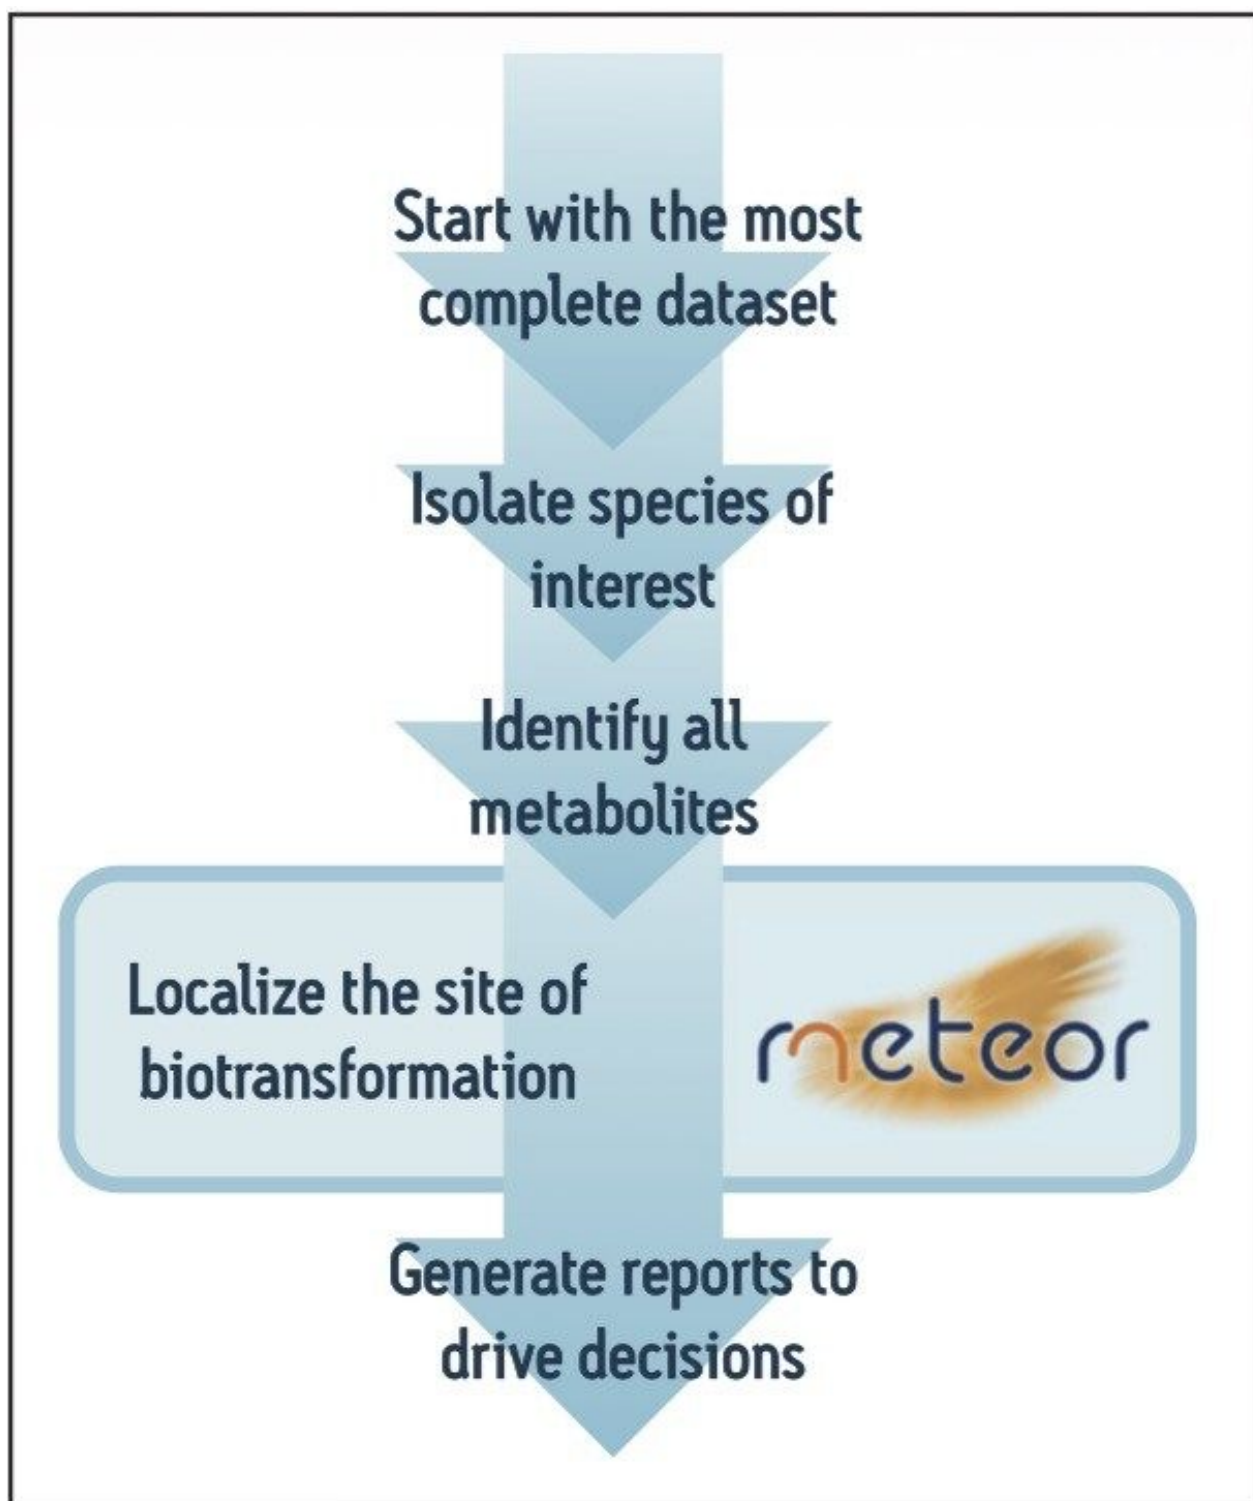 Start with the most
complete dataset
Isolate species of
interest
Identify all
metabolites
Localize the site of
biotransformation
meteor
Generate reports to
drive decisions